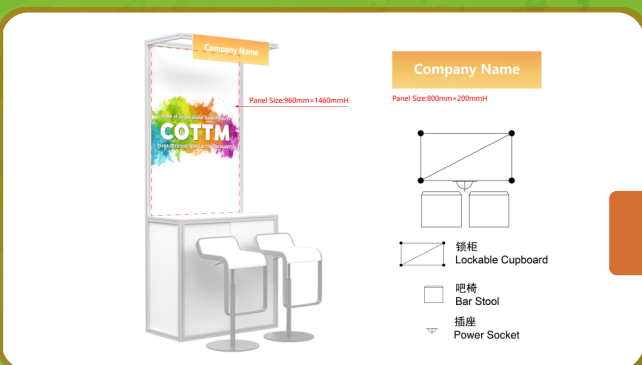 Company Name
Panel Size:960mm×1460mmH
COTTM
Company Name
Panel Size:800mm×200mmH
锁柜
Lockable Cupboard
吧椅
Bar Stool
插座
Power Socket